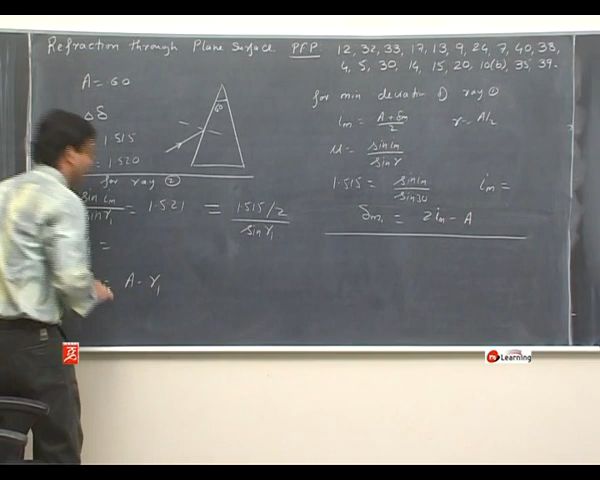 Refraction through Plane Surface PFP. 12, 32, 33, 17, 13, 9, 24, 7, 40, 38,
4, 5, 30, 14, 15, 20, 10(b), 35, 39.
A = 60
Δδ
1.515
= 1.520
60
for ray ②
sin im / sin r1 = 1.521 = 1.515/2 / sin r1
=
= A - r1
for min deviation ray ①
im = A + δm / 2 r = A/2
μ = sin im / sin r
1.515 = sin im / sin 30 im =
δm1 = 2im - A
Learning